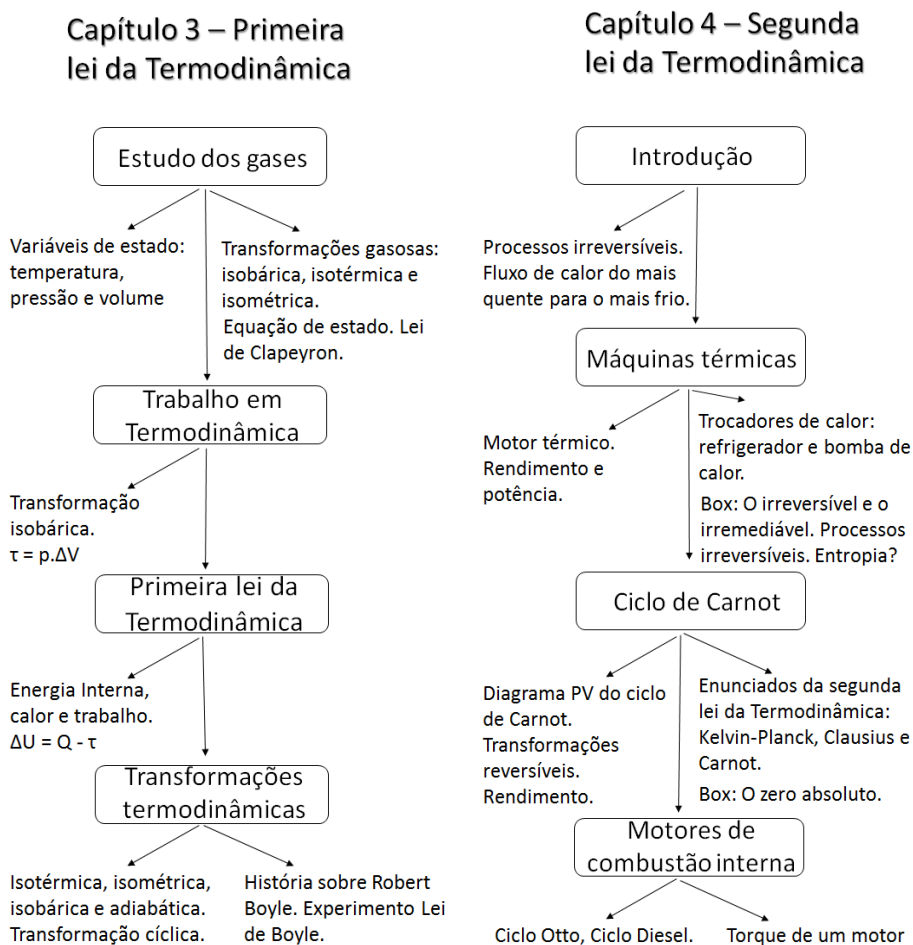 Capítulo 3 – Primeira
lei da Termodinâmica
Estudo dos gases
Variáveis de estado:
temperatura,
pressão e volume
Transformações gasosas:
isobárica, isotérmica e
isométrica.
Equação de estado. Lei
de Clapeyron.
Trabalho em
Termodinâmica
Transformação
isobárica.
τ = p.ΔV
Primeira lei da
Termodinâmica
Energia Interna,
calor e trabalho.
ΔU = Q - τ
Transformações
termodinâmicas
Isotérmica, isométrica,
isobárica e adiabática.
Transformação cíclica.
História sobre Robert
Boyle. Experimento Lei
de Boyle.
Capítulo 4 – Segunda
lei da Termodinâmica
Introdução
Processos irreversíveis.
Fluxo de calor do mais
quente para o mais frio.
Máquinas térmicas
Motor térmico.
Rendimento e
potência.
Trocadores de calor:
refrigerador e bomba de
calor.
Box: O irreversível e o
irremediável. Processos
irreversíveis. Entropia?
Ciclo de Carnot
Diagrama PV do ciclo
de Carnot.
Transformações
reversíveis.
Rendimento.
Enunciados da segunda
lei da Termodinâmica:
Kelvin-Planck, Clausius e
Carnot.
Box: O zero absoluto.
Motores de
combustão interna
Ciclo Otto, Ciclo Diesel.
Torque de um motor